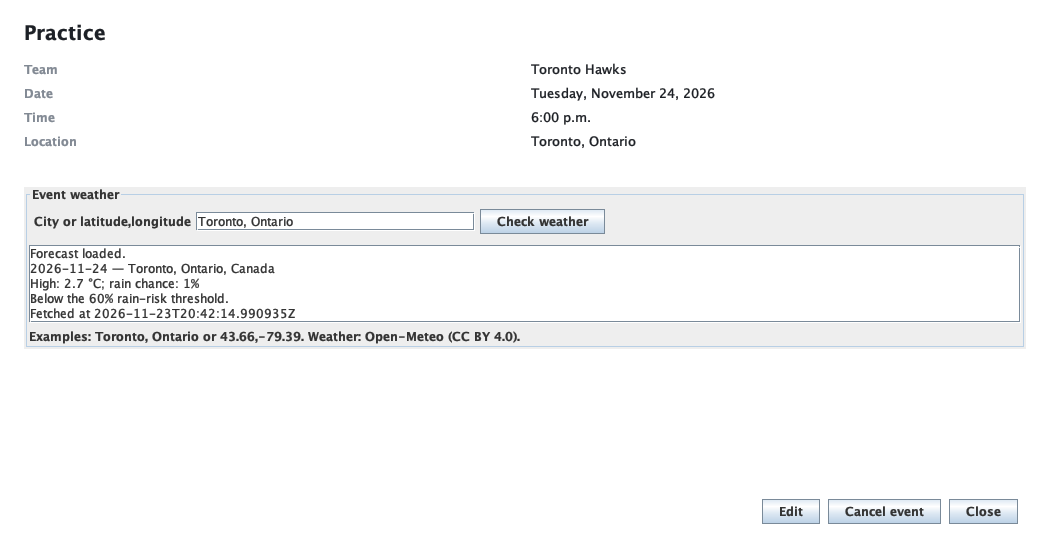 Practice
Team Toronto Hawks
Date Tuesday, November 24, 2026
Time 6:00 p.m.
Location Toronto, Ontario
Event weather
City or latitude,longitude Toronto, Ontario Check weather
Forecast loaded.
2026-11-24 — Toronto, Ontario, Canada
High: 2.7 °C; rain chance: 1%
Below the 60% rain-risk threshold.
Fetched at 2026-11-23T20:42:14.990935Z
Examples: Toronto, Ontario or 43.66,-79.39. Weather: Open-Meteo (CC BY 4.0).
Edit Cancel event Close